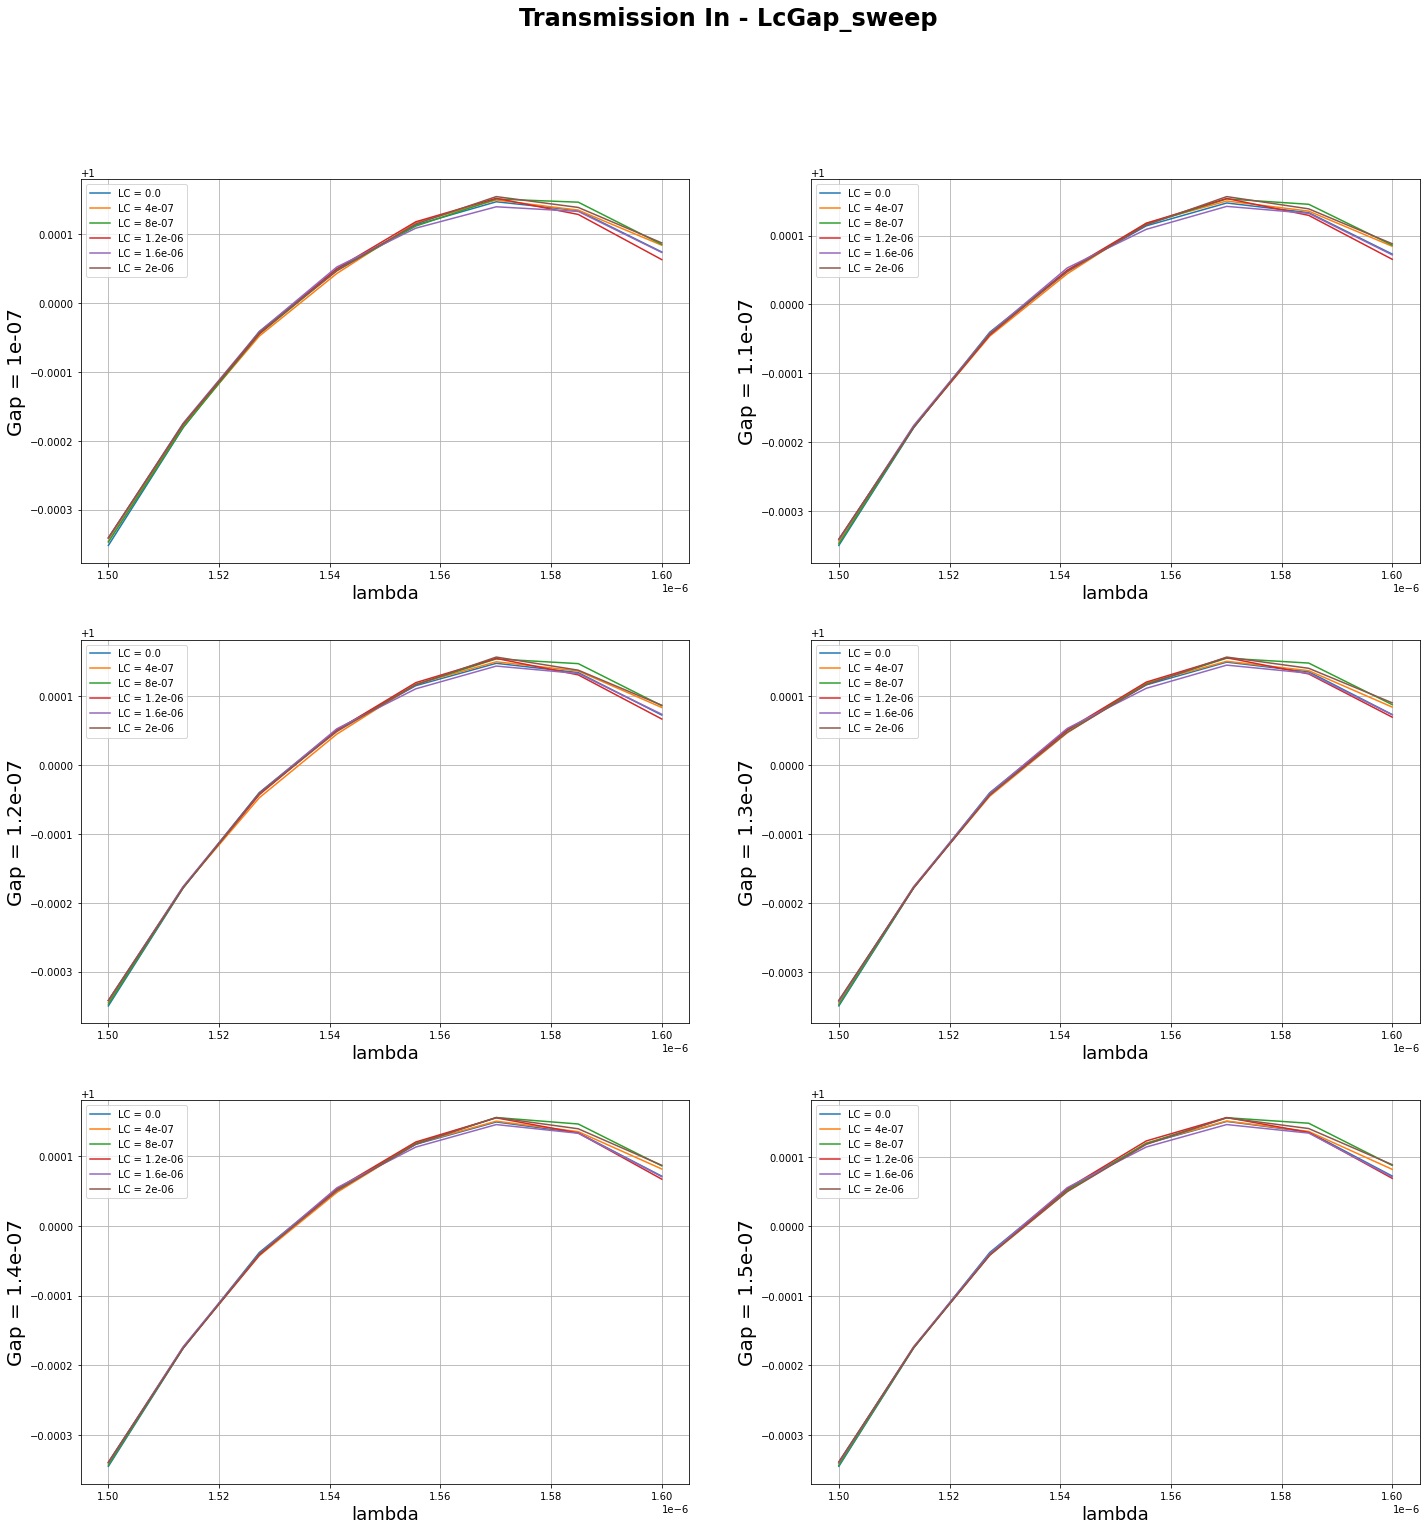 Transmission In - LcGap_sweep
+1
LC = 0.0
LC = 4e-07
LC = 8e-07
LC = 1.2e-06
LC = 1.6e-06
LC = 2e-06
0.0001
0.0000
−0.0001
−0.0002
−0.0003
Gap = 1e-07
1.50 1.52 1.54 1.56 1.58 1.60
1e−6
lambda
+1
LC = 0.0
LC = 4e-07
LC = 8e-07
LC = 1.2e-06
LC = 1.6e-06
LC = 2e-06
0.0001
0.0000
−0.0001
−0.0002
−0.0003
Gap = 1.1e-07
1.50 1.52 1.54 1.56 1.58 1.60
1e−6
lambda
+1
LC = 0.0
LC = 4e-07
LC = 8e-07
LC = 1.2e-06
LC = 1.6e-06
LC = 2e-06
0.0001
0.0000
−0.0001
−0.0002
−0.0003
Gap = 1.2e-07
1.50 1.52 1.54 1.56 1.58 1.60
1e−6
lambda
+1
LC = 0.0
LC = 4e-07
LC = 8e-07
LC = 1.2e-06
LC = 1.6e-06
LC = 2e-06
0.0001
0.0000
−0.0001
−0.0002
−0.0003
Gap = 1.3e-07
1.50 1.52 1.54 1.56 1.58 1.60
1e−6
lambda
+1
LC = 0.0
LC = 4e-07
LC = 8e-07
LC = 1.2e-06
LC = 1.6e-06
LC = 2e-06
0.0001
0.0000
−0.0001
−0.0002
−0.0003
Gap = 1.4e-07
1.50 1.52 1.54 1.56 1.58 1.60
1e−6
lambda
+1
LC = 0.0
LC = 4e-07
LC = 8e-07
LC = 1.2e-06
LC = 1.6e-06
LC = 2e-06
0.0001
0.0000
−0.0001
−0.0002
−0.0003
Gap = 1.5e-07
1.50 1.52 1.54 1.56 1.58 1.60
1e−6
lambda